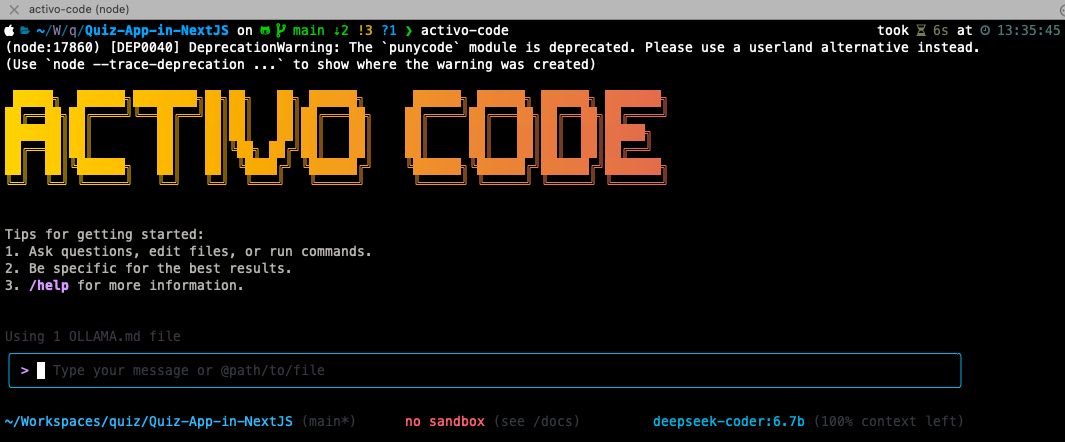 activo-code (node)
~/W/q/Quiz-App-in-NextJS on main ↓2 !3 ?1 ❯ activo-code took 6s at 13:35:45
(node:17860) [DEP0040] DeprecationWarning: The `punycode` module is deprecated. Please use a userland alternative instead.
(Use `node --trace-deprecation ...` to show where the warning was created)
ACTIVO CODE
Tips for getting started:
1. Ask questions, edit files, or run commands.
2. Be specific for the best results.
3. /help for more information.
Using 1 OLLAMA.md file
> Type your message or @path/to/file
~/Workspaces/quiz/Quiz-App-in-NextJS (main*) no sandbox (see /docs) deepseek-coder:6.7b (100% context left)